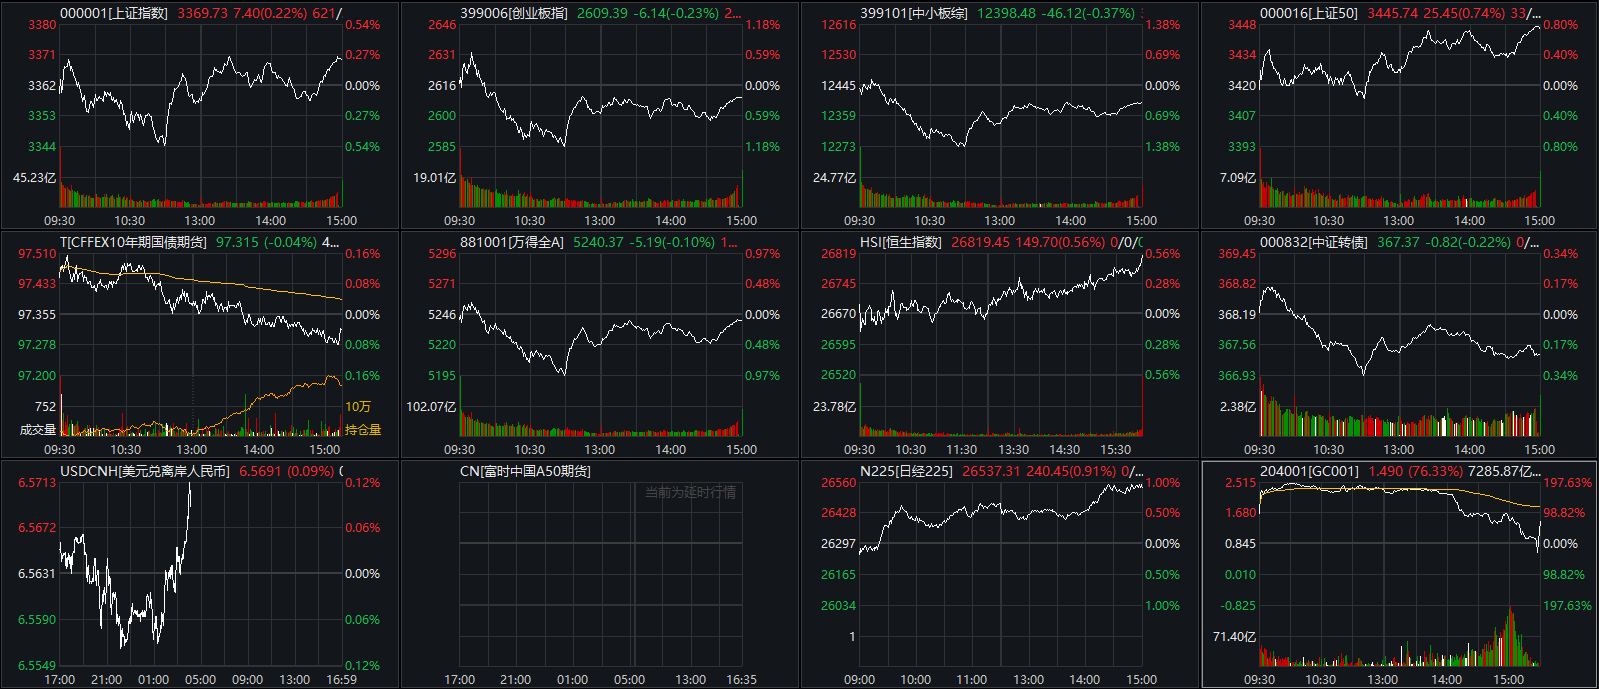 000001[上证指数] 3369.73 7.40(0.22%) 621/
3380 0.54%
3371 0.27%
3362 0.00%
3353 0.27%
3344 0.54%
45.23亿
09:30 10:30 13:00 14:00 15:00
399006[创业板指] 2609.39 -6.14(-0.23%) 2...
2646 1.18%
2631 0.59%
2616 0.00%
2600 0.59%
2585 1.18%
19.01亿
09:30 10:30 13:00 14:00 15:00
399101[中小板综] 12398.48 -46.12(-0.37%)
12616 1.38%
12530 0.69%
12445 0.00%
12359 0.69%
12273 1.38%
24.77亿
09:30 10:30 13:00 14:00 15:00
000016[上证50] 3445.74 25.45(0.74%) 33/...
3448 0.80%
3434 0.40%
3420 0.00%
3407 0.40%
3393 0.80%
7.09亿
09:30 10:30 13:00 14:00 15:00
T[CFFEX10年期国债期货] 97.315 (-0.04%) 4...
97.510 0.16%
97.433 0.08%
97.355 0.00%
97.278 0.08%
97.200 0.16%
752 10万
成交量 持仓量
09:30 10:30 13:00 14:00 15:00
881001[万得全A] 5240.37 -5.19(-0.10%) 1...
5296 0.97%
5271 0.48%
5246 0.00%
5220 0.48%
5195 0.97%
102.07亿
09:30 10:30 13:00 14:00 15:00
HSI[恒生指数] 26819.45 149.70(0.56%) 0/0/
26819 0.56%
26745 0.28%
26670 0.00%
26595 0.28%
26520 0.56%
23.78亿
09:30 10:30 11:30 13:30 14:30 15:30
000832[中证转债] 367.37 -0.82(-0.22%) 0/...
369.45 0.34%
368.82 0.17%
368.19 0.00%
367.56 0.17%
366.93 0.34%
2.38亿
09:30 10:30 13:00 14:00 15:00
USDCNH[美元兑离岸人民币] 6.5691 (0.09%)
6.5713 0.12%
6.5672 0.06%
6.5631 0.00%
6.5590 0.06%
6.5549 0.12%
17:00 21:00 01:00 05:00 09:00 13:00 16:59
CN[富时中国A50期货]
当前为延时行情
17:00 21:00 01:00 05:00 13:00 16:35
N225[日经225] 26537.31 240.45(0.91%) 0/...
26560 1.00%
26428 0.50%
26297 0.00%
26165 0.50%
26034 1.00%
1
09:00 10:00 11:00 13:00 14:00 15:00
204001[GC001] 1.490 (76.33%) 7285.87亿...
2.515 197.63%
1.680 98.82%
0.845 0.00%
0.010 98.82%
-0.825 197.63%
71.40亿
09:30 10:30 13:00 14:00 15:00